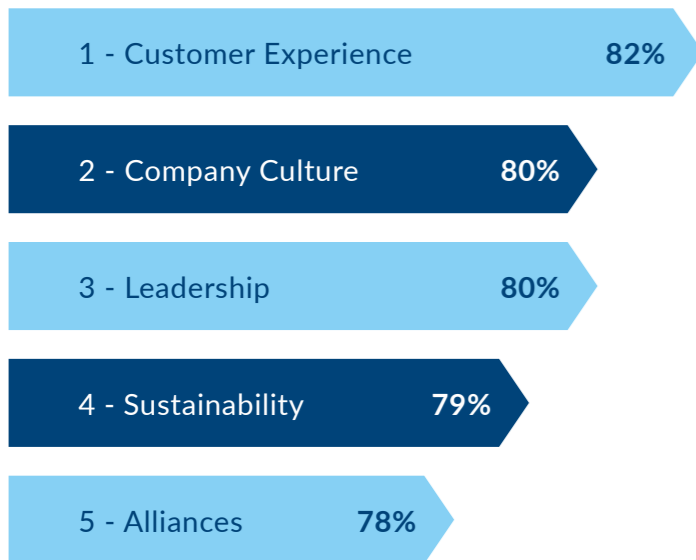 1 - Customer Experience 82%
2 - Company Culture 80%
3 - Leadership 80%
4 - Sustainability 79%
5 - Alliances 78%